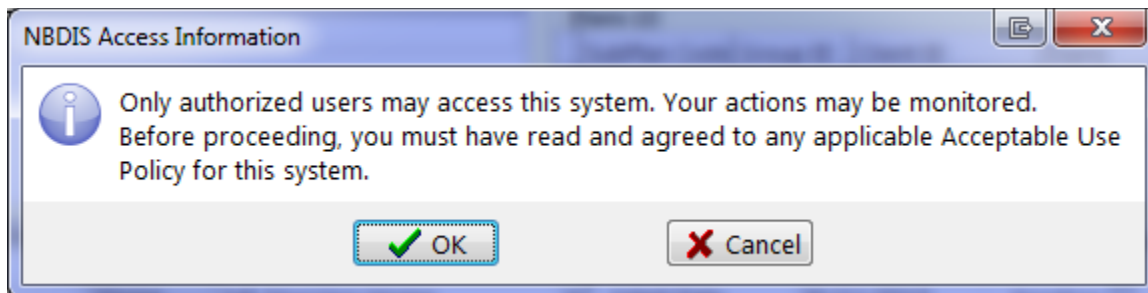 NBDIS Access Information
Only authorized users may access this system. Your actions may be monitored.
Before proceeding, you must have read and agreed to any applicable Acceptable Use
Policy for this system.
OK
Cancel